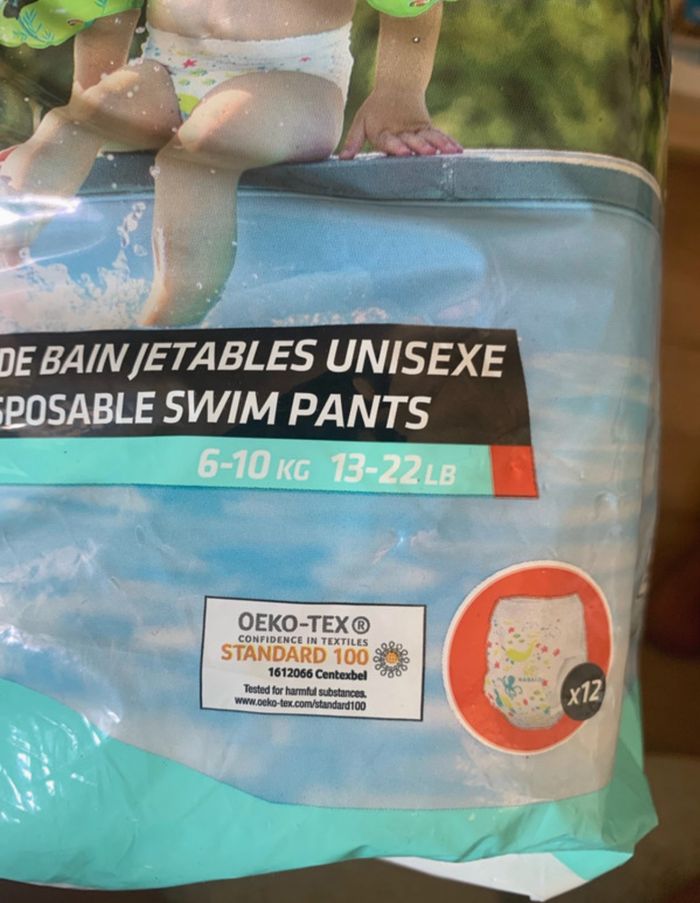 DE BAIN JETABLES UNISEXE
SPOSABLE SWIM PANTS
6-10 KG 13-22 LB
OEKO-TEX®
CONFIDENCE IN TEXTILES
STANDARD 100
1612066 Centexbel
Tested for harmful substances.
www.oeko-tex.com/standard100
x12